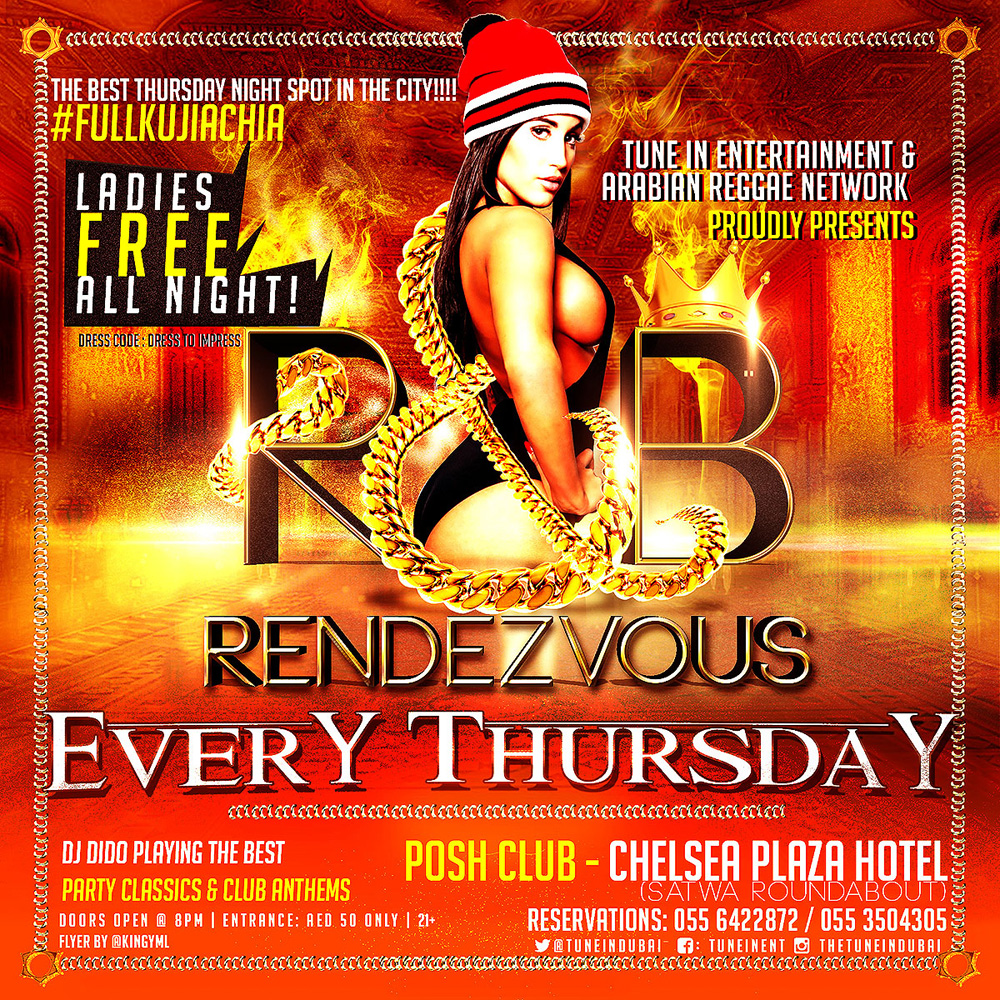 THE BEST THURSDAY NIGHT SPOT IN THE CITY!!!!
#FULLKUJIACHIA
LADIES
FREE
ALL NIGHT!
DRESS CODE : DRESS TO IMPRESS
TUNE IN ENTERTAINMENT &
ARABIAN REGGAE NETWORK
PROUDLY PRESENTS
R&B
RENDEZVOUS
EVERY THURSDAY
DJ DIDO PLAYING THE BEST
PARTY CLASSICS & CLUB ANTHEMS
DOORS OPEN @ 8PM | ENTRANCE: AED 50 ONLY | 21+
FLYER BY @KINGYML
POSH CLUB - CHELSEA PLAZA HOTEL
(SATWA ROUNDABOUT)
RESERVATIONS: 055 6422872 / 055 3504305
@TUNEINDUBAI : TUNEINENT THETUNEINDUBAI